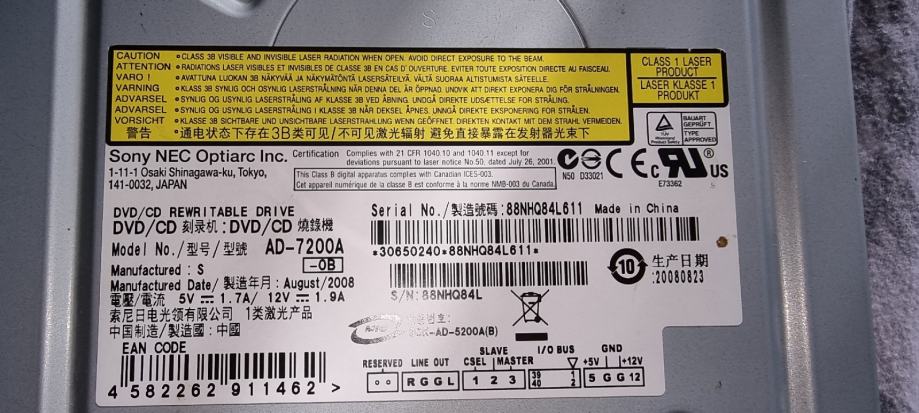 S
CAUTION • CLASS 3B VISIBLE AND INVISIBLE LASER RADIATION WHEN OPEN. AVOID DIRECT EXPOSURE TO THE BEAM.
ATTENTION • RADIATIONS LASER VISIBLES ET INVISIBLES DE CLASSE 3B EN CAS D' OUVERTURE. EVITER TOUTE EXPOSITION DIRECTE AU FAISCEAU.
VARO ! • AVATTUNA LUOKAN 3B NÄKYVÄÄ JA NÄKYMÄTÖNTÄ LASERSÄTEILYÄ. VÄLTÄ SUORAA ALTISTUMISTA SÄTEELLE.
VARNING • KLASS 3B SYNLIG OCH OSYNLIG LASERSTRÅLNING NÄR DENNA DEL ÄR ÖPPNAD. UNDVIK ATT DIREKT EXPONERA DIG FÖR STRÅLNINGEN.
ADVARSEL • SYNLIG OG USYNLIG LASERSTRÅLING AF KLASSE 3B VED ÅBNING. UNDGÅ DIREKTE UDSÆTTELSE FOR STRÅLING.
ADVARSEL • SYNLIG OG USYNLIG LASERSTRÅLING I KLASSE 3B NÅR DEKSEL ÅPNES. UNNGÅ DIREKTE EKSPONERING FOR STRÅLEN.
VORSICHT • KLASSE 3B SICHTBARE UND UNSICHTBARE LASERSTRAHLUNG WENN GEÖFFNET. DIREKTEN KONTAKT MIT DEM STRAHL VERMEIDEN.
警告 • 通电状态下存在3B类可见/不可见激光辐射 避免直接暴露在发射器光束下
CLASS 1 LASER
PRODUCT
LASER KLASSE 1
PRODUKT
TÜV
BAUART
GEPRÜFT
TYPE
APPROVED
Sony NEC Optiarc Inc.
1-11-1 Osaki Shinagawa-ku, Tokyo,
141-0032, JAPAN
Certification Complies with 21 CFR 1040.10 and 1040.11 except for
deviations pursuant to laser notice No.50, dated July 26, 2001.
This Class B digital apparatus complies with Canadian ICES-003.
Cet appareil numérique de la classe B est conforme à la norme NMB-003 du Canada.
N50 D33021
CE
c RU ® US
E73362
S
DVD/CD REWRITABLE DRIVE
DVD/CD 刻录机:DVD/CD 燒錄機
Model No./型号/型號 AD-7200A
-0B
Manufactured : S
Manufactured Date/ 製造年月:August/2008
電壓/電流 5V 1.7A/ 12V 1.9A
索尼日电光领有限公司 1类激光产品
中国制造/製造國:中國
Serial No./製造號碼:88NHQ84L611 Made in China
*30650240*88NHQ84L611*
S/N:88NHQ84L
10 生产日期
:20080823
AD-5200A(B)
EAN CODE
4 582262 911462 >
RESERVED LINE OUT SLAVE CSEL MASTER I/O BUS GND +5V +12V
R G G L 1 2 3 39 40 1 2 5 G G 12